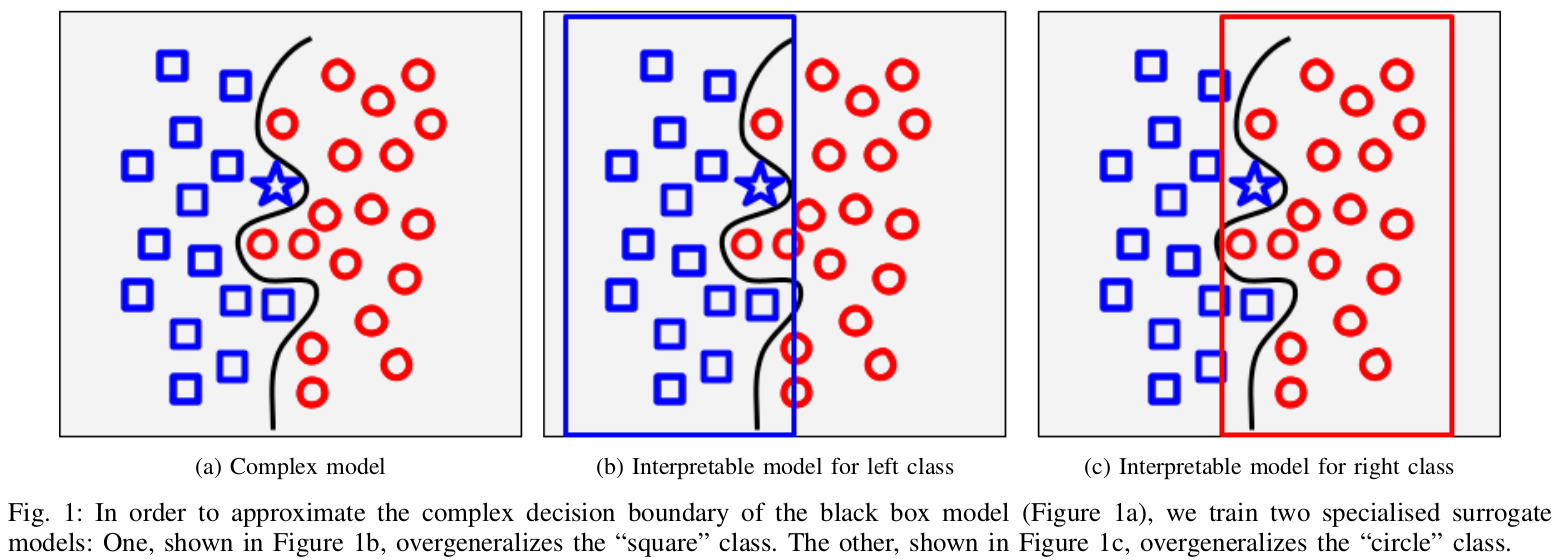 (a) Complex model
(b) Interpretable model for left class
(c) Interpretable model for right class
Fig. 1: In order to approximate the complex decision boundary of the black box model (Figure 1a), we train two specialised surrogate
models: One, shown in Figure 1b, overgeneralizes the “square” class. The other, shown in Figure 1c, overgeneralizes the “circle” class.